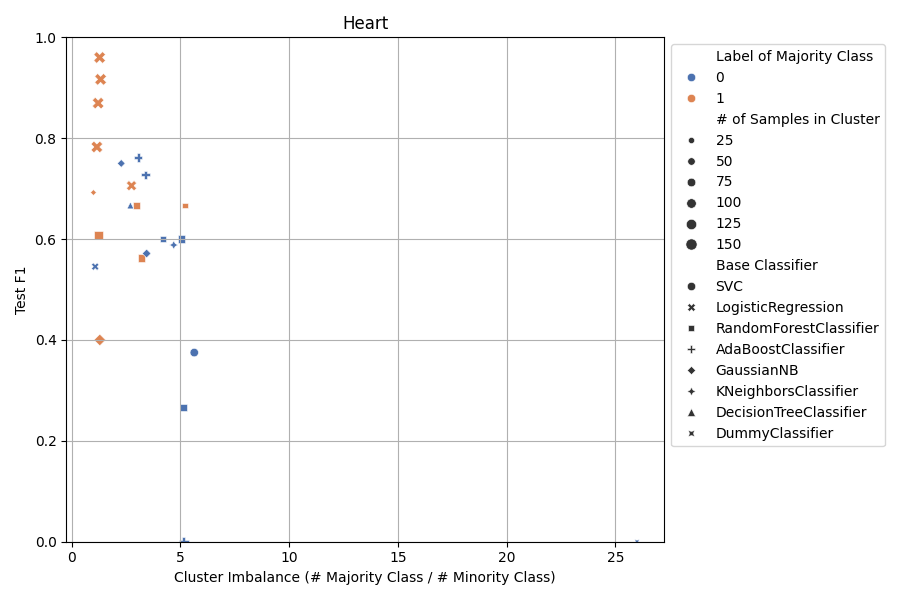 Heart
1.0
0.8
0.6
0.4
0.2
0.0
Test F1
0
5
10
15
20
25
Cluster Imbalance (# Majority Class / # Minority Class)
Label of Majority Class
0
1
# of Samples in Cluster
25
50
75
100
125
150
Base Classifier
SVC
LogisticRegression
RandomForestClassifier
AdaBoostClassifier
GaussianNB
KNeighborsClassifier
DecisionTreeClassifier
DummyClassifier